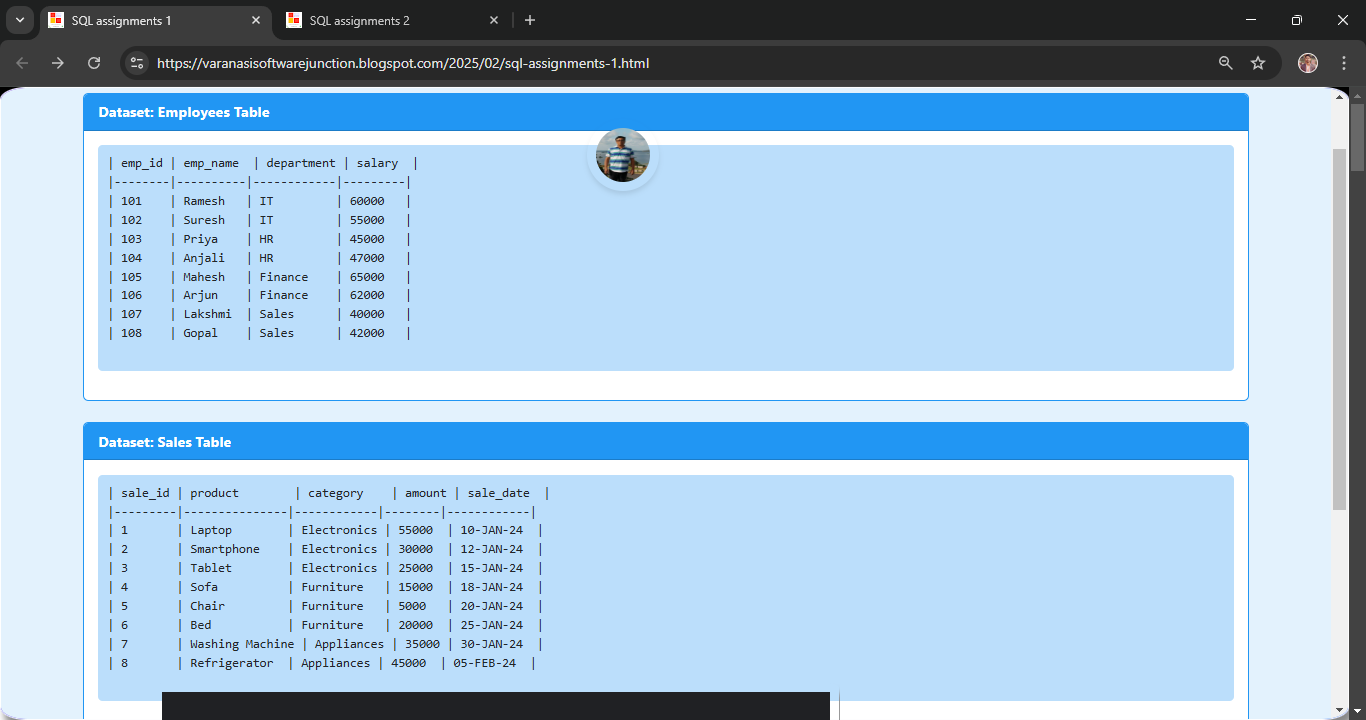 SQL assignments 1
SQL assignments 2
https://varanasisoftwarejunction.blogspot.com/2025/02/sql-assignments-1.html
Dataset: Employees Table
| emp_id | emp_name  | department | salary  |
|--------|----------|------------|---------|
| 101    | Ramesh   | IT         | 60000   |
| 102    | Suresh   | IT         | 55000   |
| 103    | Priya    | HR         | 45000   |
| 104    | Anjali   | HR         | 47000   |
| 105    | Mahesh   | Finance    | 65000   |
| 106    | Arjun    | Finance    | 62000   |
| 107    | Lakshmi  | Sales      | 40000   |
| 108    | Gopal    | Sales      | 42000   |
Dataset: Sales Table
| sale_id | product        | category    | amount | sale_date  |
|---------|---------------|------------|--------|------------|
| 1       | Laptop        | Electronics | 55000  | 10-JAN-24  |
| 2       | Smartphone    | Electronics | 30000  | 12-JAN-24  |
| 3       | Tablet        | Electronics | 25000  | 15-JAN-24  |
| 4       | Sofa          | Furniture   | 15000  | 18-JAN-24  |
| 5       | Chair         | Furniture   | 5000   | 20-JAN-24  |
| 6       | Bed           | Furniture   | 20000  | 25-JAN-24  |
| 7       | Washing Machine | Appliances | 35000 | 30-JAN-24  |
| 8       | Refrigerator  | Appliances | 45000  | 05-FEB-24  |